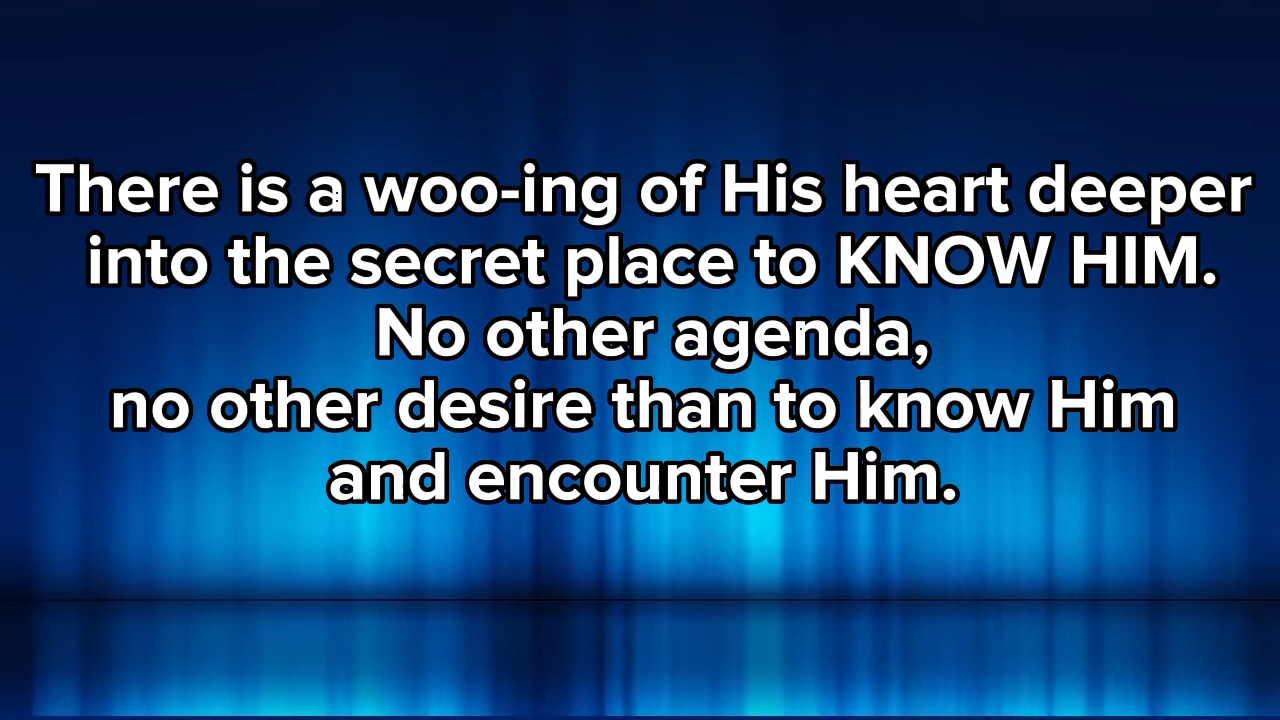 There is a woo-ing of His heart deeper
into the secret place to KNOW HIM.
No other agenda,
no other desire than to know Him
and encounter Him.